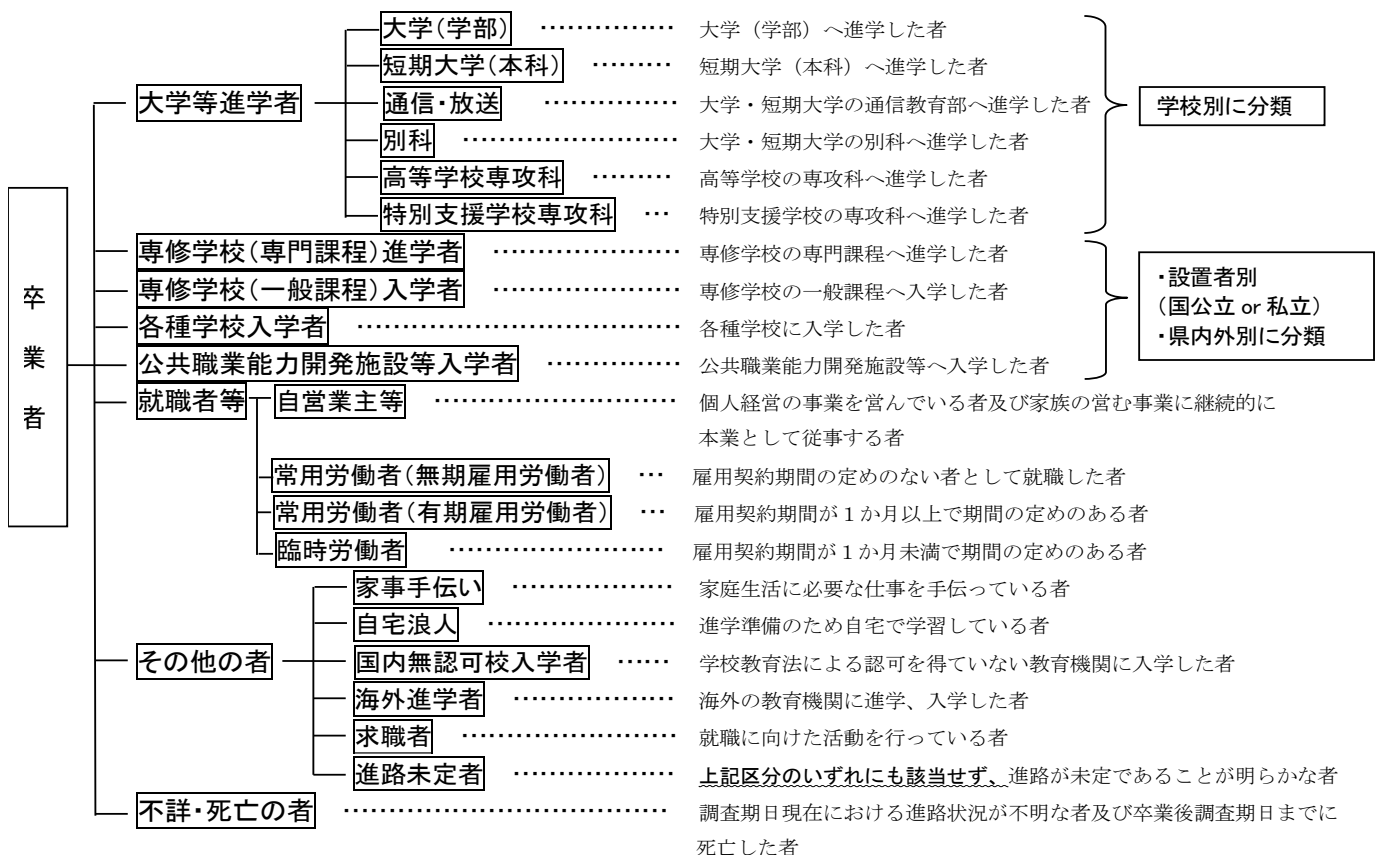 大学(学部) …………… 大学（学部）へ進学した者
短期大学(本科) ……… 短期大学（本科）へ進学した者
大学等進学者 通信・放送 …………… 大学・短期大学の通信教育部へ進学した者 学校別に分類
別科 …………………… 大学・短期大学の別科へ進学した者
高等学校専攻科 ……… 高等学校の専攻科へ進学した者
特別支援学校専攻科 … 特別支援学校の専攻科へ進学した者
専修学校(専門課程)進学者 ………………… 専修学校の専門課程へ進学した者
専修学校(一般課程)入学者 ………………… 専修学校の一般課程へ入学した者
各種学校入学者 ……………………………… 各種学校に入学した者
公共職業能力開発施設等入学者 …………… 公共職業能力開発施設等へ入学した者
・設置者別
(国公立 or 私立)
・県内外別に分類
卒業者
就職者等 自営業主等 ……………………… 個人経営の事業を営んでいる者及び家族の営む事業に継続的に
本業として従事する者
常用労働者(無期雇用労働者) … 雇用契約期間の定めのない者として就職した者
常用労働者(有期雇用労働者) … 雇用契約期間が１か月以上で期間の定めのある者
臨時労働者 …………………… 雇用契約期間が１か月未満で期間の定めのある者
家事手伝い ……………… 家庭生活に必要な仕事を手伝っている者
自宅浪人 ………………… 進学準備のため自宅で学習している者
その他の者 国内無認可校入学者 …… 学校教育法による認可を得ていない教育機関に入学した者
海外進学者 ……………… 海外の教育機関に進学、入学した者
求職者 …………………… 就職に向けた活動を行っている者
進路未定者 ……………… 上記区分のいずれにも該当せず、進路が未定であることが明らかな者
不詳・死亡の者 ……………………………… 調査期日現在における進路状況が不明な者及び卒業後調査期日までに
死亡した者